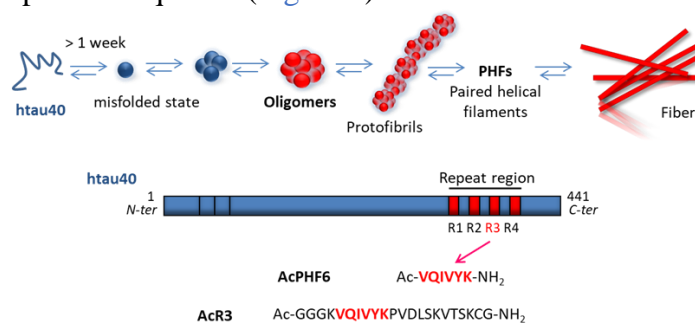 > 1 week
htau40
misfolded state
Oligomers
Protofibrils
PHFs
Paired helical
filaments
Fiber
htau40
Repeat region
1
441
N-ter
C-ter
R1 R2 R3 R4
AcPHF6
Ac-VQIVYK-NH2
AcR3
Ac-GGGKVQIVYKPVDLSKVTSKCG-NH2